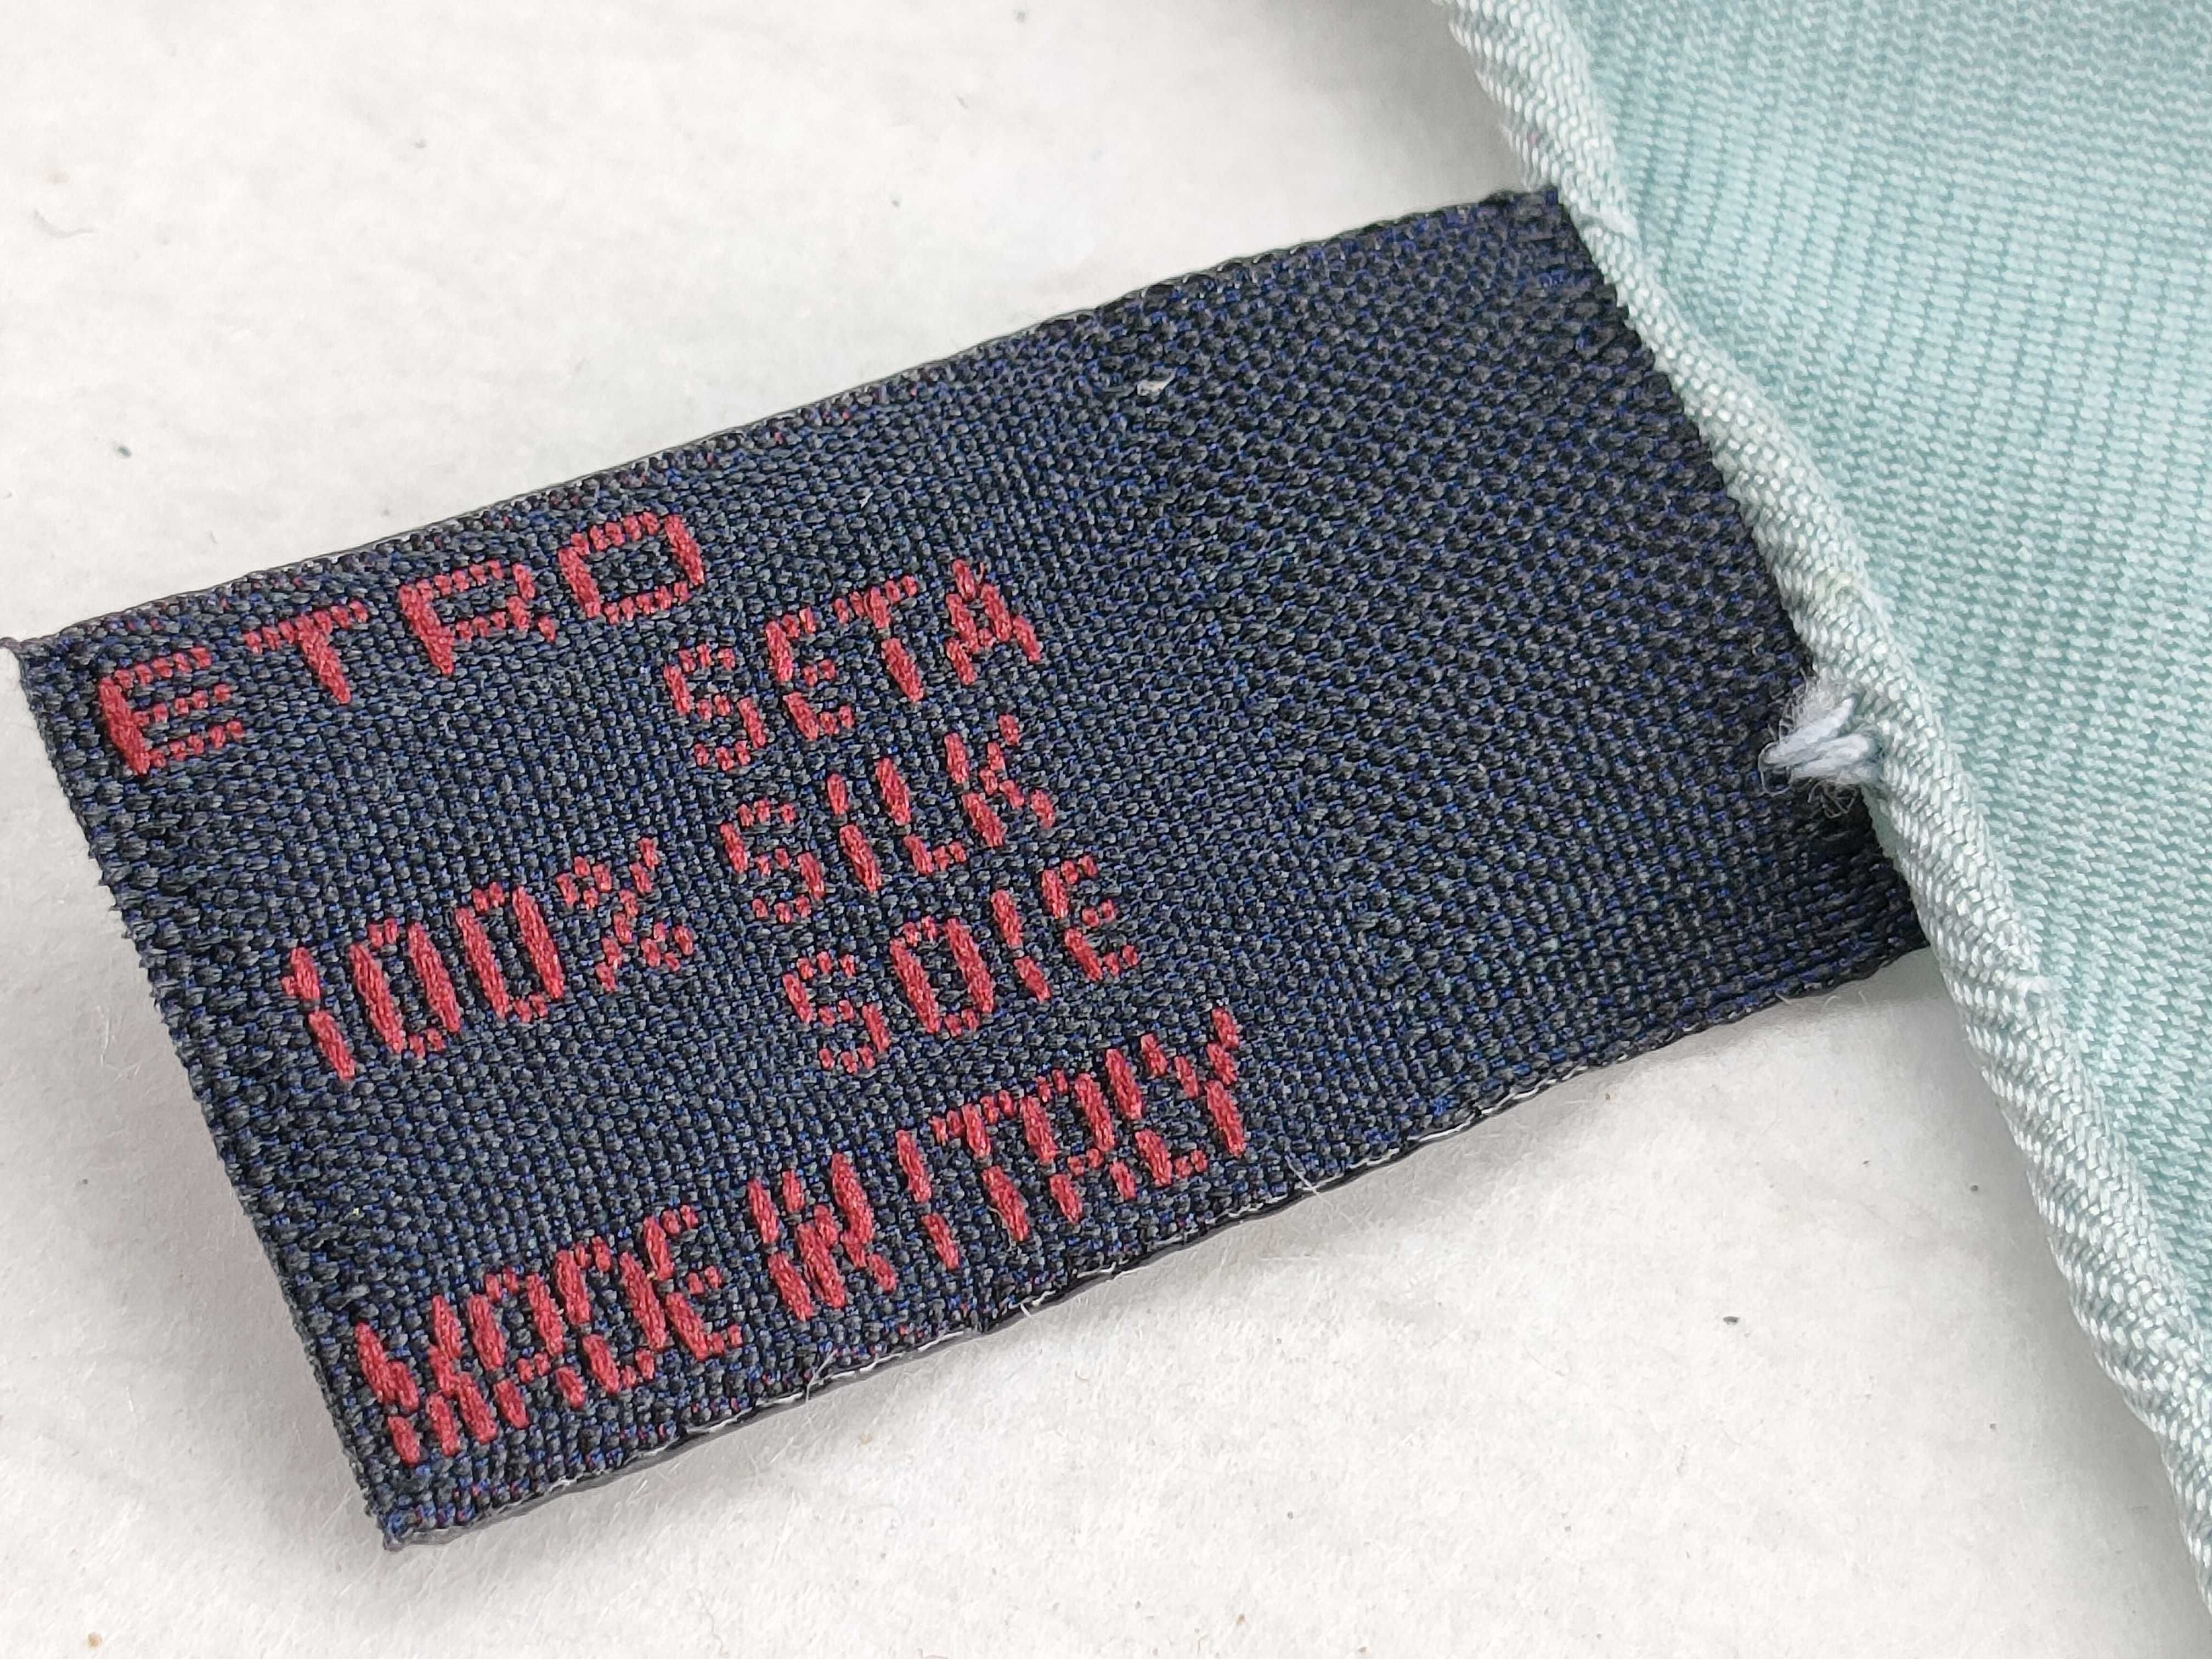 ETRO
SETA
100% SILK
SOIE
MADE IN ITALY